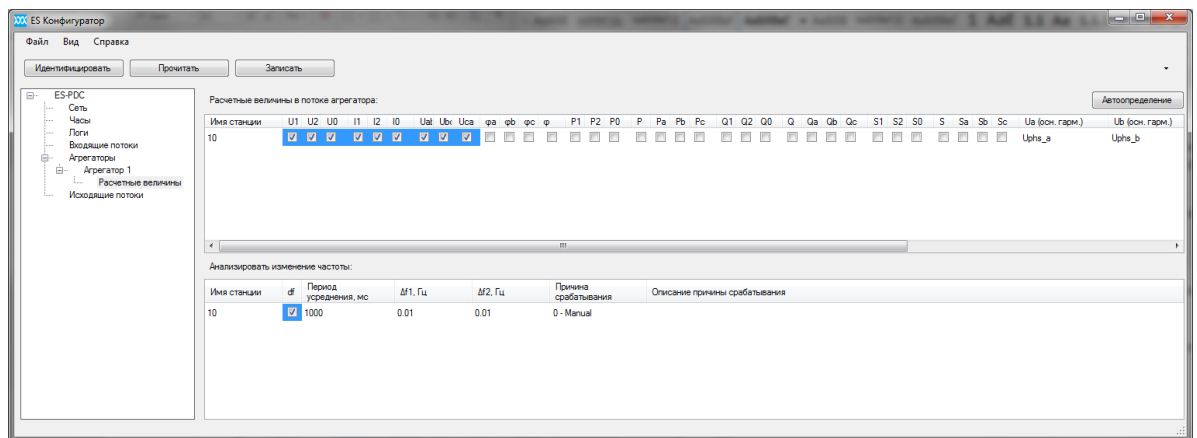 ES Конфигуратор
Файл Вид Справка
Идентифицировать Прочитать Записать
ES-PDC
Сеть
Часы
Логи
Входящие потоки
Агрегаторы
Агрегатор 1
Расчетные величины
Исходящие потоки
Расчетные величины в потоке агрегатора:
Автоопределение
Имя станции U1 U2 U0 I1 I2 I0 Uab Ubc Uca φa φb φc φ P1 P2 P0 P Pa Pb Pc Q1 Q2 Q0 Q Qa Qb Qc S1 S2 S0 S Sa Sb Sc Ua (осн. гарм.) Ub (осн. гарм.)
10 Uphs_a Uphs_b
Анализировать изменение частоты:
Имя станции df Период усреднения, мс Δf1, Гц Δf2, Гц Причина срабатывания Описание причины срабатывания
10 1000 0.01 0.01 0 - Manual